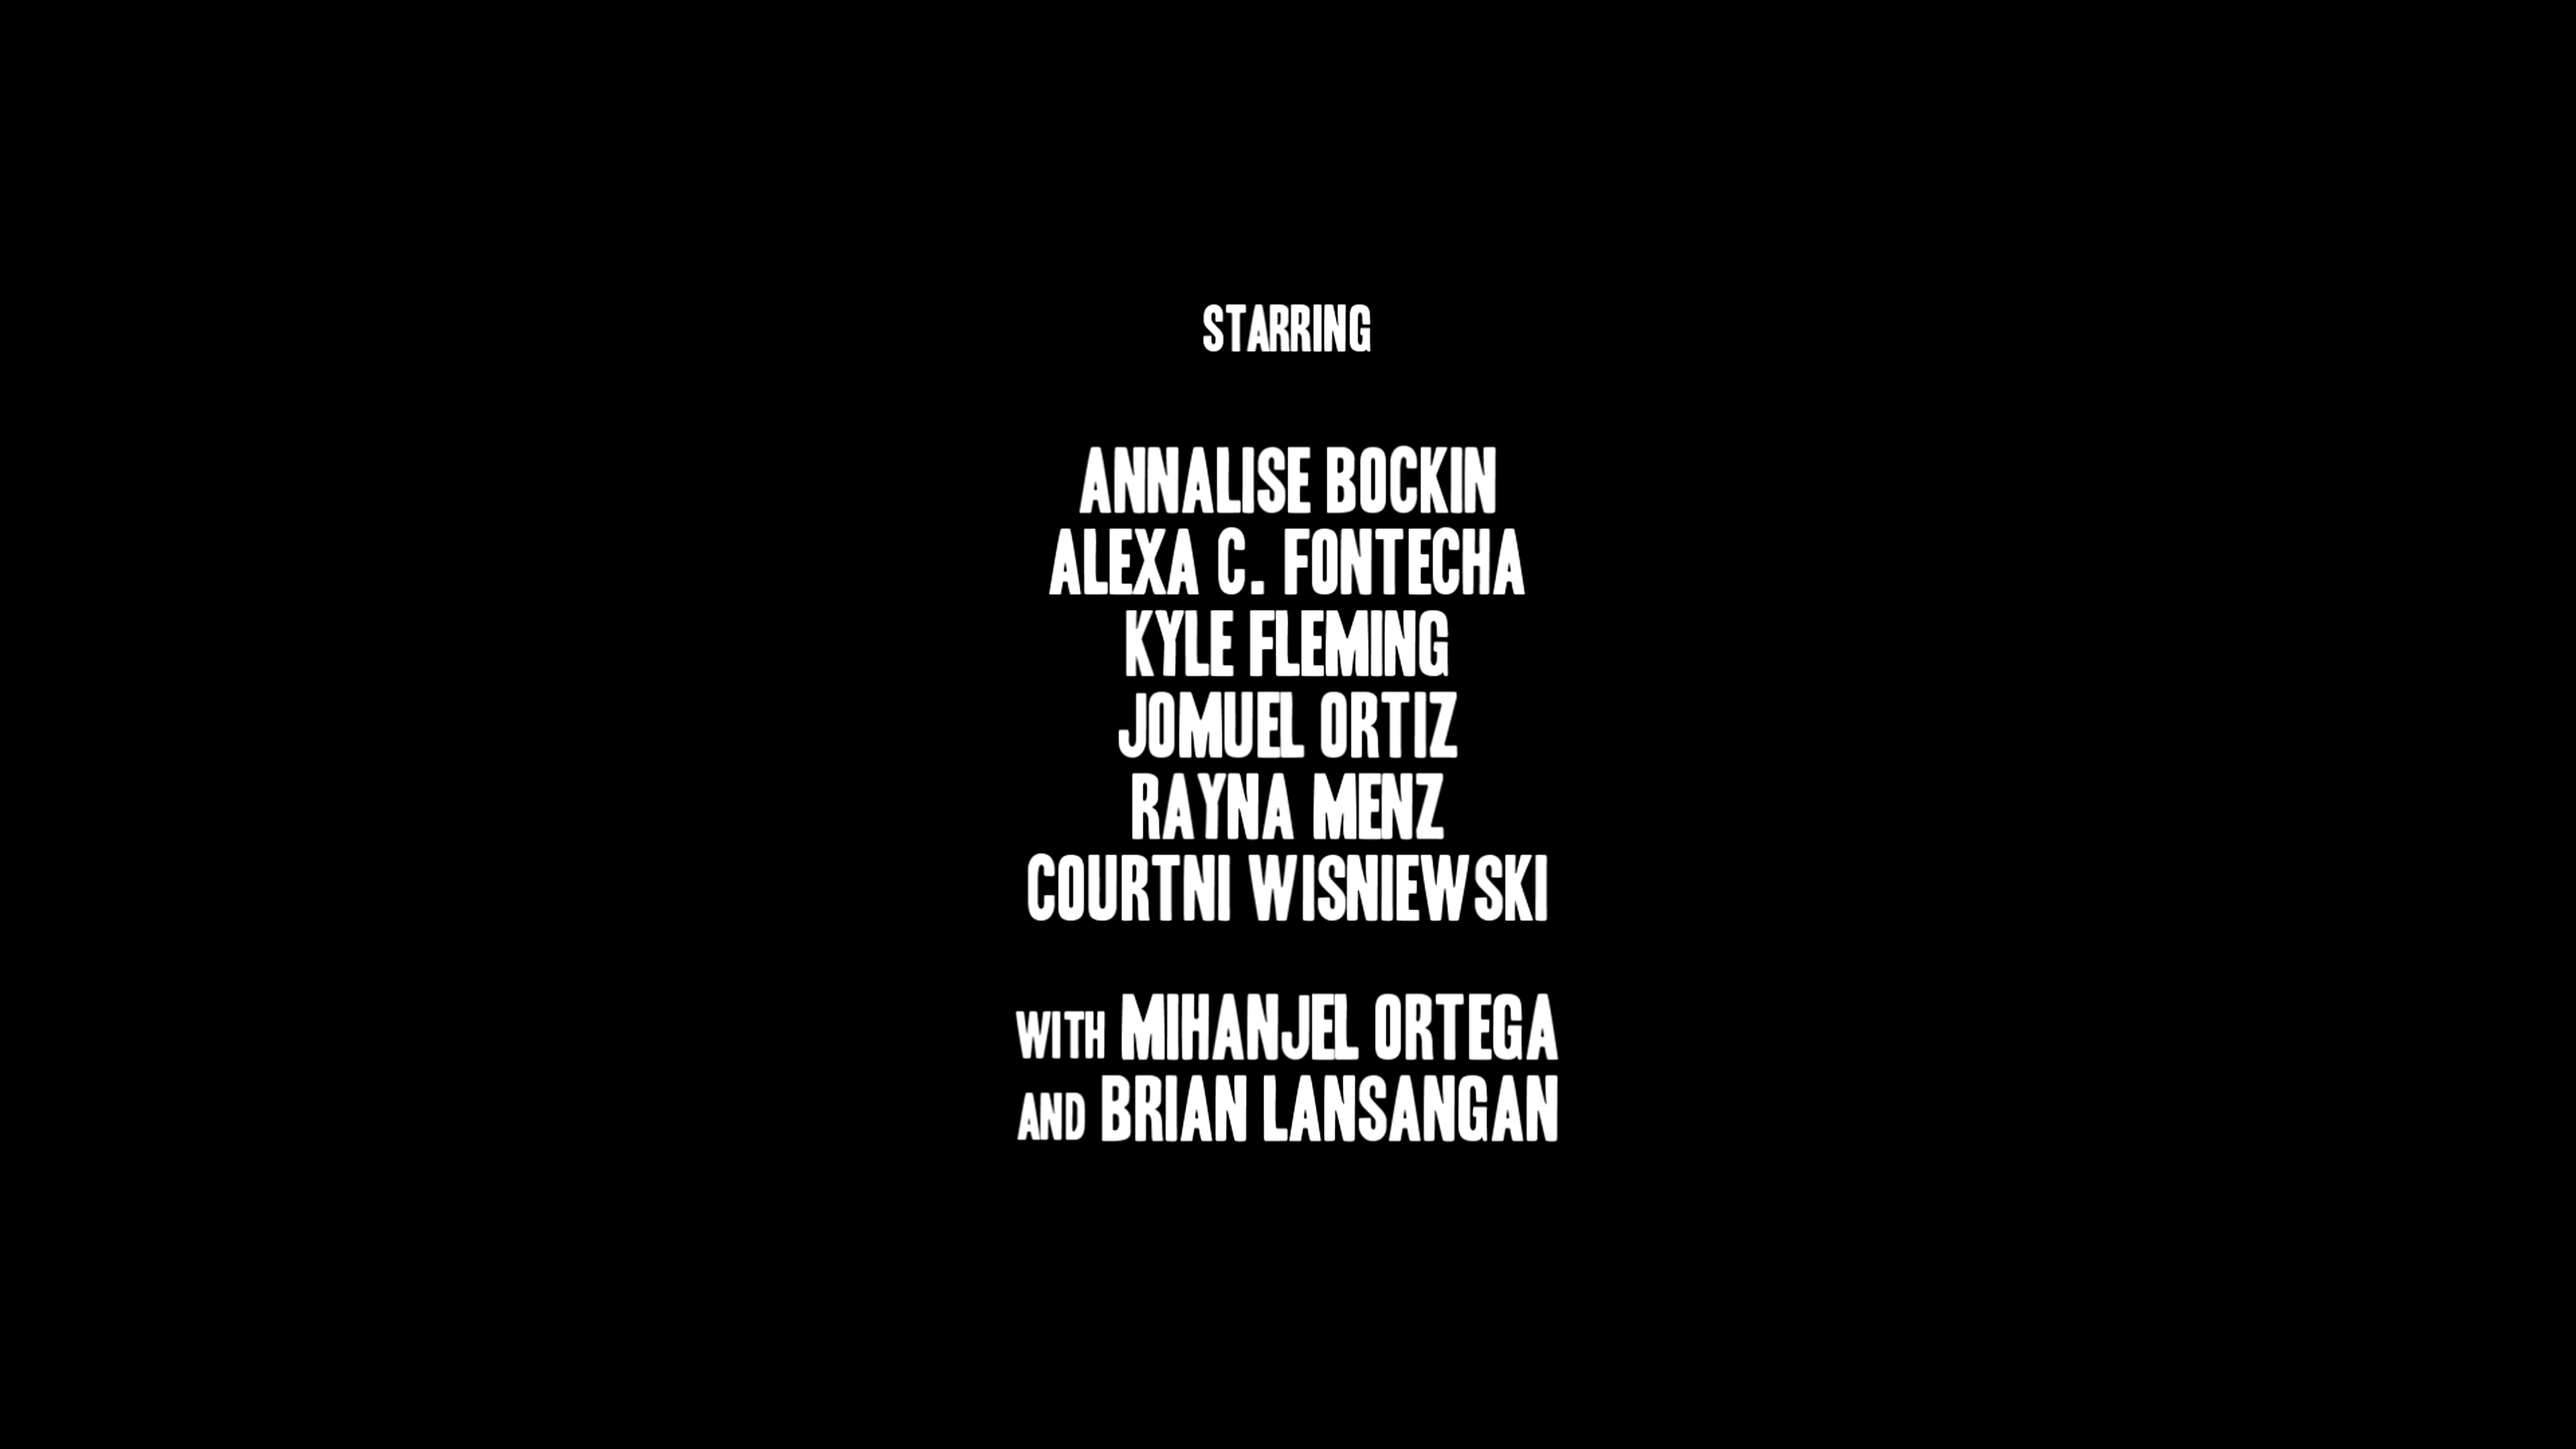 STARRING
ANNALISE BOCKIN
ALEXA C. FONTECHA
KYLE FLEMING
JOMUEL ORTIZ
RAYNA MENZ
COURTNI WISNIEWSKI
WITH MIHANJEL ORTEGA
AND BRIAN LANSANGAN